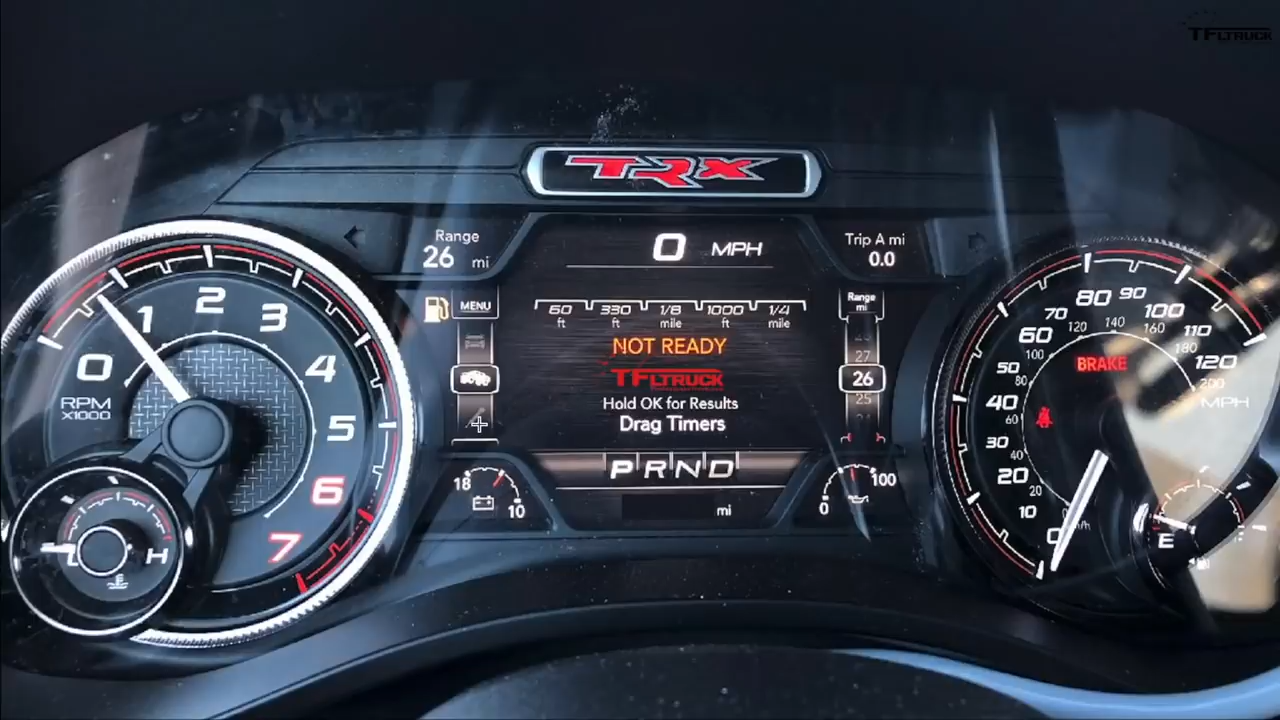 TFLTRUCK
TRX
Range
26 mi
0 MPH
Trip A mi
0.0
MENU
60 ft
330 ft
1/8 mile
1000 ft
1/4 mile
NOT READY
TFLTRUCK
Hold OK for Results
Drag Timers
PRND
mi
Range mi
27
26
25
24
18
10
0
100
0
1
2
3
4
5
6
7
RPM
X1000
C
H
BRAKE
0
10
20
30
40
50
60
70
80
90
100
110
120
MPH
20
60
80
100
120
140
160
180
200
km/h
E
F